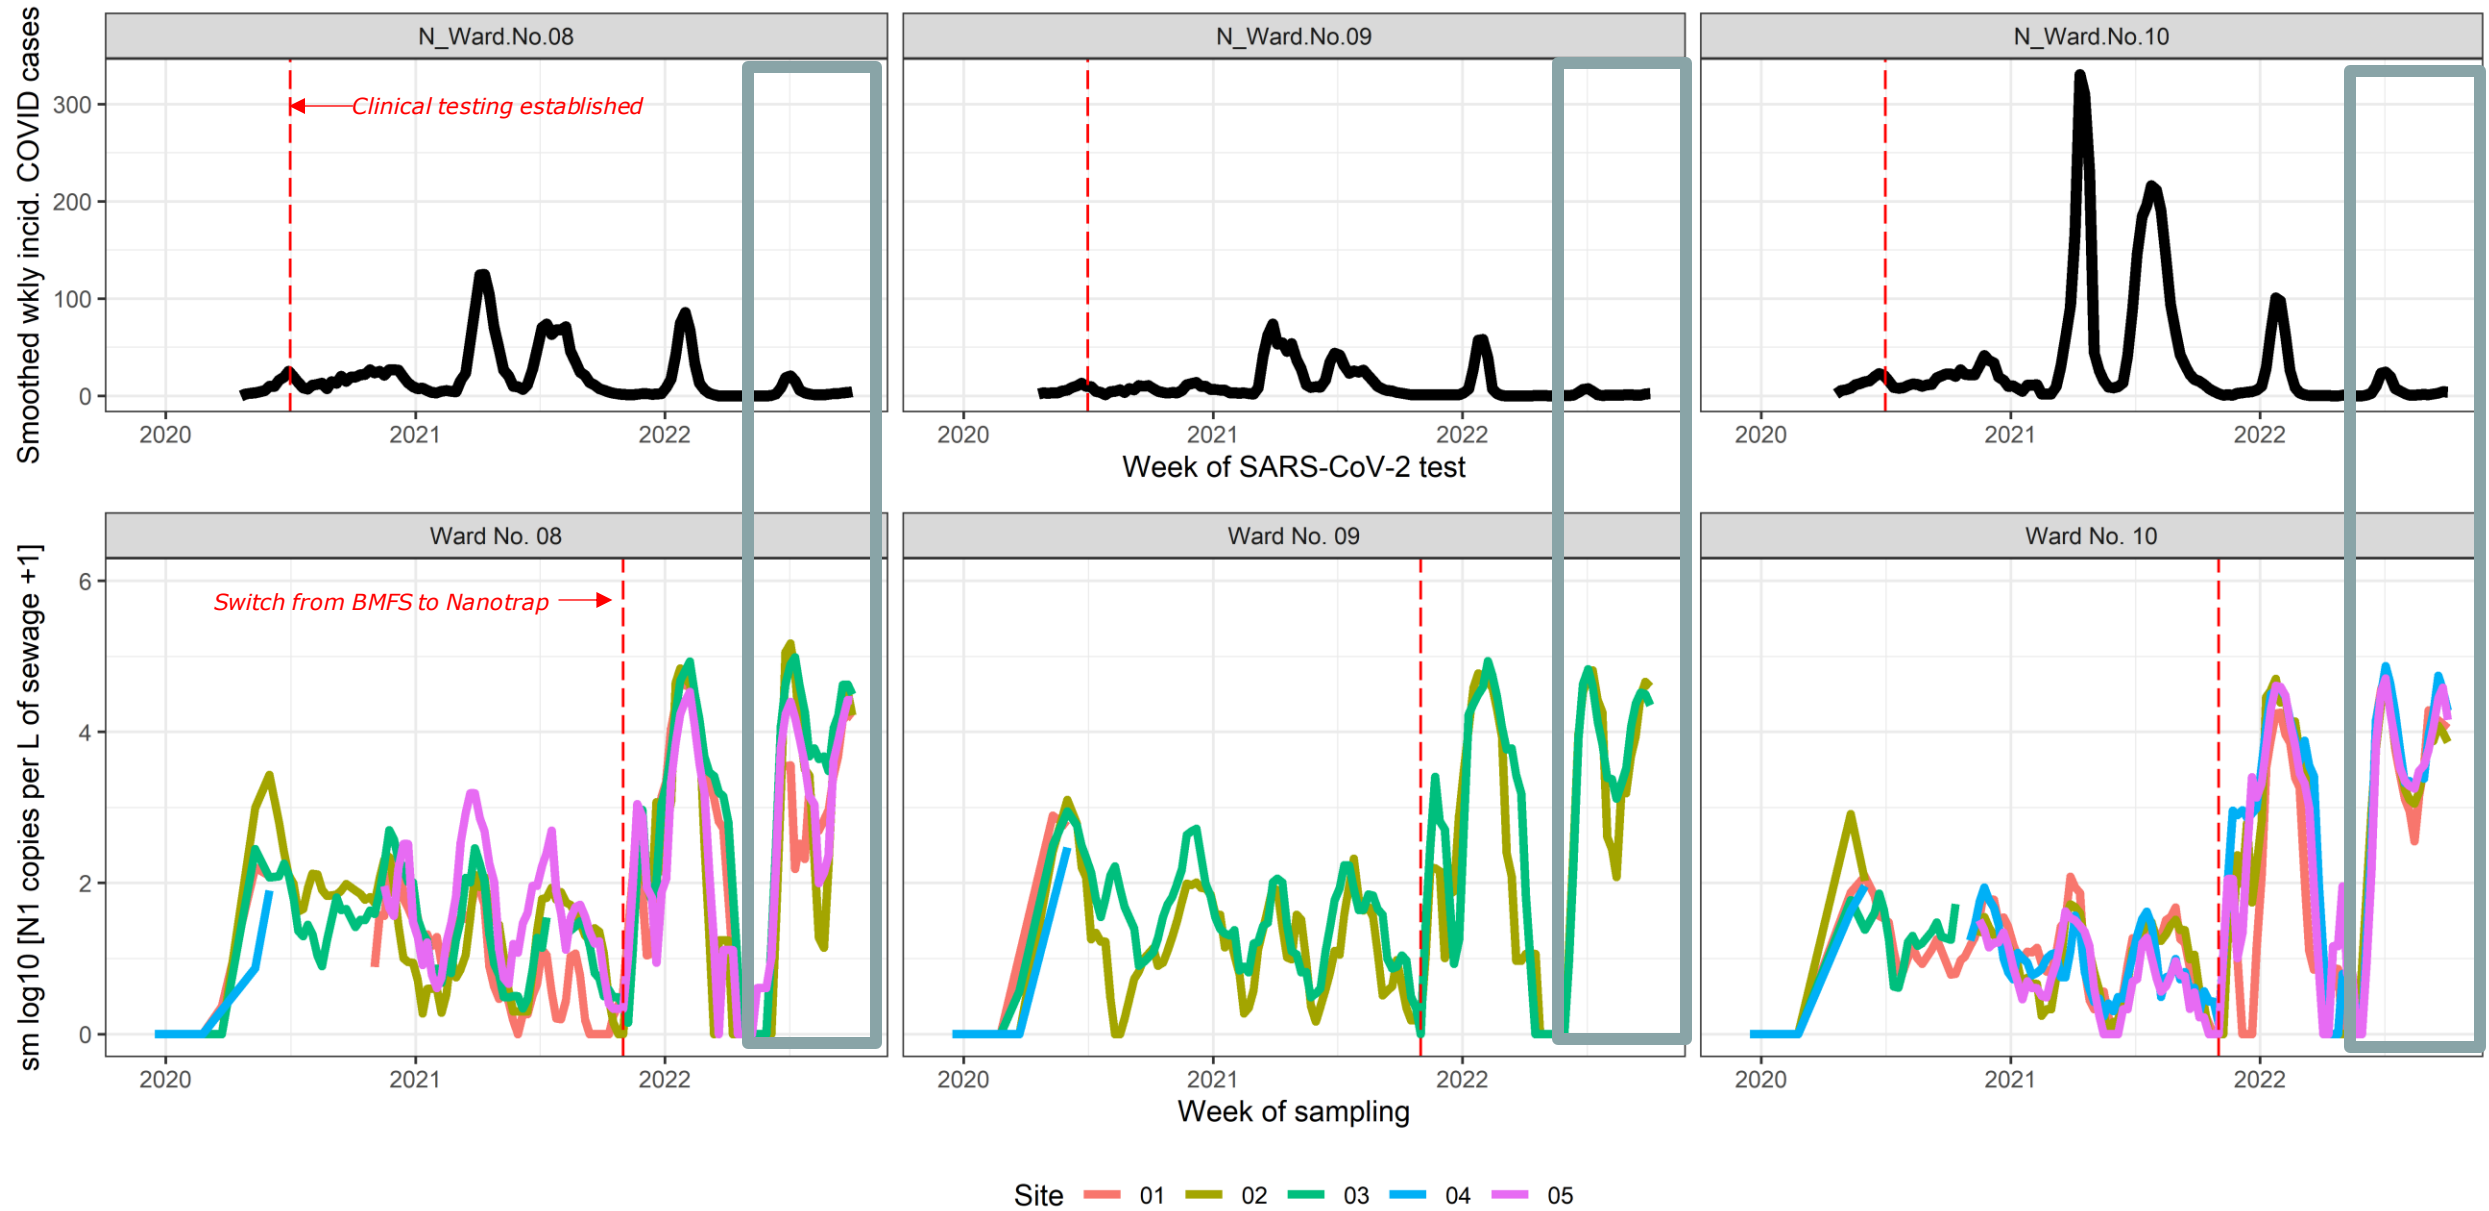 Smoothed wkly incid. COVID cases
N_Ward.No.08
N_Ward.No.09
N_Ward.No.10
300
200
100
0
Clinical testing established
2020
2021
2022
2020
2021
2022
2020
2021
2022
Week of SARS-CoV-2 test
sm log10 [N1 copies per L of sewage +1]
Ward No. 08
Ward No. 09
Ward No. 10
6
4
2
0
Switch from BMFS to Nanotrap
2020
2021
2022
2020
2021
2022
2020
2021
2022
Week of sampling
Site 01 02 03 04 05